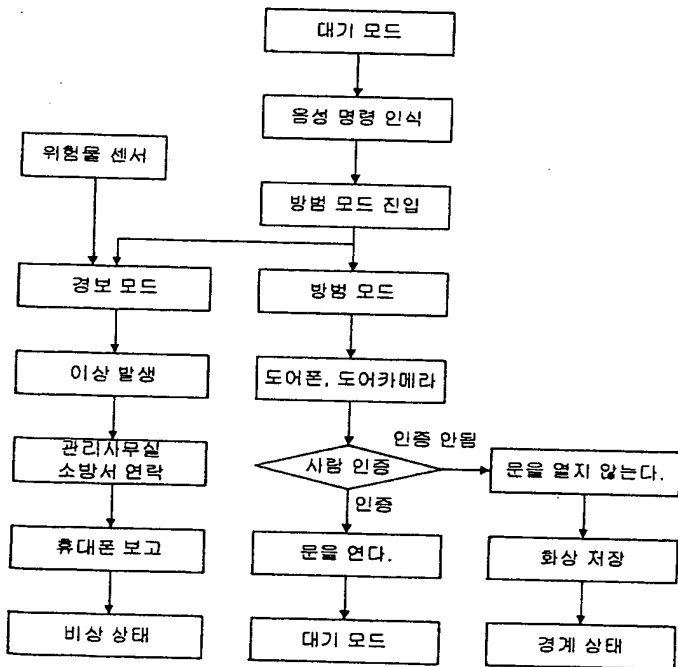 대기 모드
음성 명령 인식
위험물 센서
방범 모드 진입
경보 모드
방범 모드
이상 발생
도어폰, 도어카메라
인증 안됨
관리사무실
소방서 연락
사람 인증
문을 열지 않는다.
인증
휴대폰 보고
문을 연다.
화상 저장
비상 상태
대기 모드
경계 상태